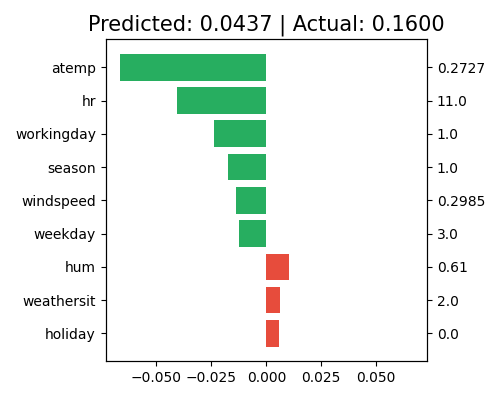 Predicted: 0.0437 | Actual: 0.1600
atemp 0.2727
hr 11.0
workingday 1.0
season 1.0
windspeed 0.2985
weekday 3.0
hum 0.61
weathersit 2.0
holiday 0.0
−0.050 −0.025 0.000 0.025 0.050